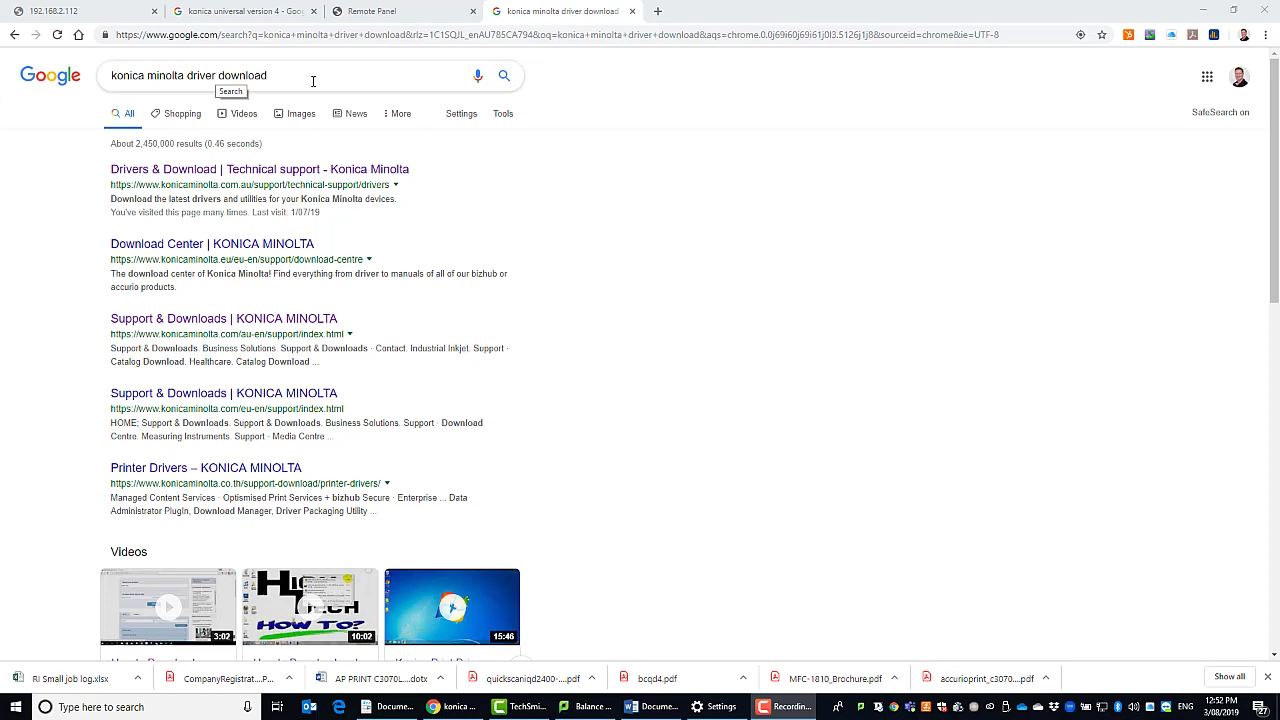 192.168.2.112
konica universal version 4 - Goog
Remote Panel
konica minolta driver download
https://www.google.com/search?q=konica+minolta+driver+download&rlz=1C1SQJL_enAU785CA794&oq=konica+minolta+driver+download&aqs=chrome.0.0j69i60j69i61j0l3.5126j1j8&sourceid=chrome&ie=UTF-8
Google
konica minolta driver download
Search
All
Shopping
Videos
Images
News
More
Settings
Tools
SafeSearch on
About 2,450,000 results (0.46 seconds)
Drivers & Download | Technical support - Konica Minolta
https://www.konicaminolta.com.au/support/technical-support/drivers
Download the latest drivers and utilities for your Konica Minolta devices.
You've visited this page many times. Last visit: 1/07/19
Download Center | KONICA MINOLTA
https://www.konicaminolta.eu/eu-en/support/download-centre
The download center of Konica Minolta! Find everything from driver to manuals of all of our bizhub or
accurio products.
Support & Downloads | KONICA MINOLTA
https://www.konicaminolta.com/au-en/support/index.html
Support & Downloads. Business Solutions. Support & Downloads · Contact. Industrial Inkjet. Support ·
Catalog Download. Healthcare. Catalog Download ...
Support & Downloads | KONICA MINOLTA
https://www.konicaminolta.com/eu-en/support/index.html
HOME; Support & Downloads. Support & Downloads. Business Solutions. Support · Download
Centre. Measuring Instruments. Support · Media Centre ...
Printer Drivers – KONICA MINOLTA
https://www.konicaminolta.co.th/support-download/printer-drivers/
Managed Content Services · Optimised Print Services + bizhub Secure · Enterprise ... Data
Administrator PlugIn, Download Manager, Driver Packaging Utility ...
Videos
3:02
TECH
HOW TO?
10:02
15:46
RI Small job log.xlsx
CompanyRegistrat....P...
AP PRINT C3070L....dotx
quickscaniqd2400-....pdf
bcqd4.pdf
MFC-1810_Brochure.pdf
accurioprint_c3070....pdf
Show all
Type here to search
Docume...
konica ...
TechSmi...
Balance ...
Docume...
Settings
Recordin...
ENG
12:52 PM
3/08/2019